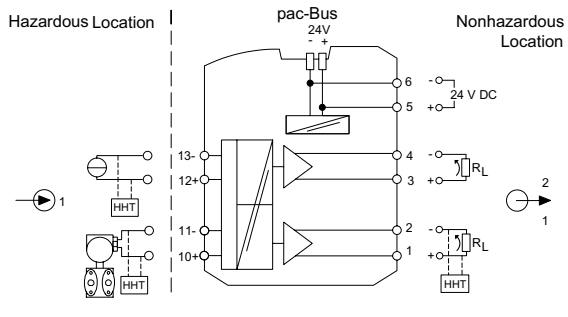 Hazardous Location
pac-Bus
24V
- +
Nonhazardous
Location
6
-
24 V DC
5
+
13-
4
-
12+
3
+
RL
HHT
1
2
1
11-
2
-
10+
1
+
RL
HHT
HHT